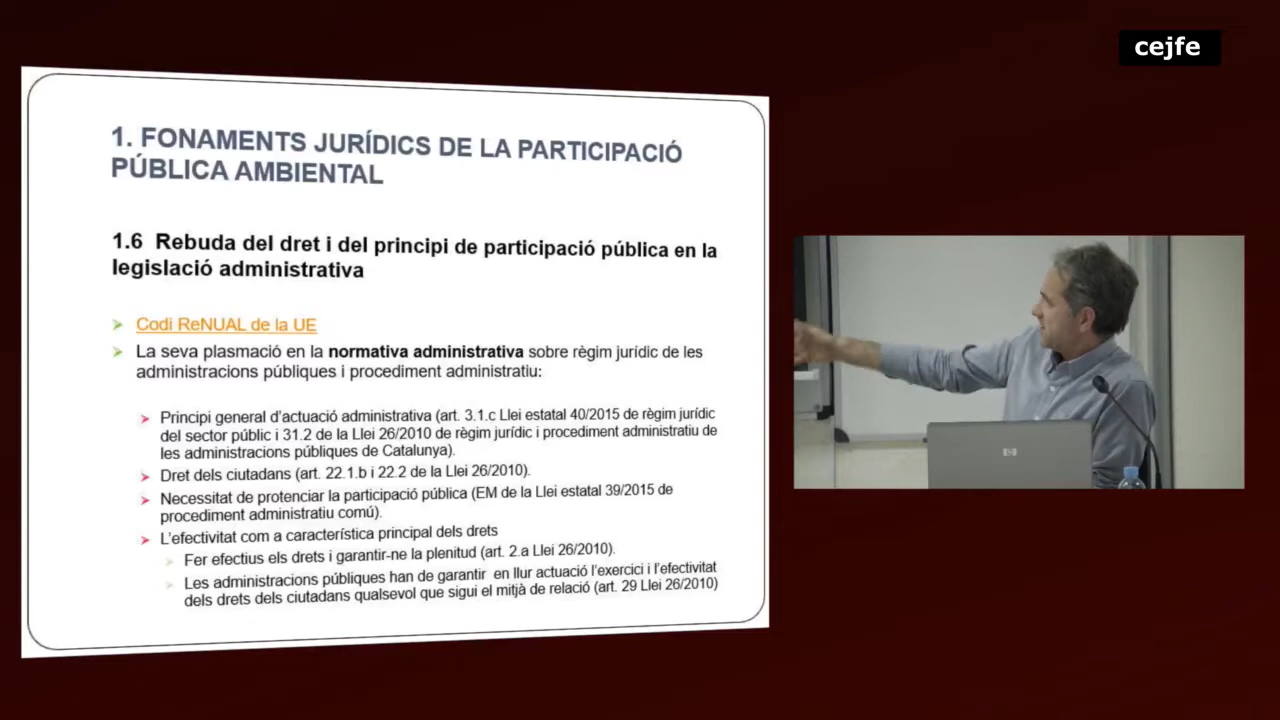 cejfe
1. FONAMENTS JURÍDICS DE LA PARTICIPACIÓ
PÚBLICA AMBIENTAL
1.6 Rebuda del dret i del principi de participació pública en la
legislació administrativa
Codi ReNUAL de la UE
La seva plasmació en la normativa administrativa sobre règim jurídic de les
administracions públiques i procediment administratiu:
Principi general d'actuació administrativa (art. 3.1.c Llei estatal 40/2015 de règim jurídic
del sector públic i 31.2 de la Llei 26/2010 de règim jurídic i procediment administratiu de
les administracions públiques de Catalunya).
Dret dels ciutadans (art. 22.1.b i 22.2 de la Llei 26/2010).
Necessitat de protenciar la participació pública (EM de la Llei estatal 39/2015 de
procediment administratiu comú).
L'efectivitat com a característica principal dels drets
Fer efectius els drets i garantir-ne la plenitud (art. 2.a Llei 26/2010).
Les administracions públiques han de garantir en llur actuació l'exercici i l'efectivitat
dels drets dels ciutadans qualsevol que sigui el mitjà de relació (art. 29 Llei 26/2010)
hp